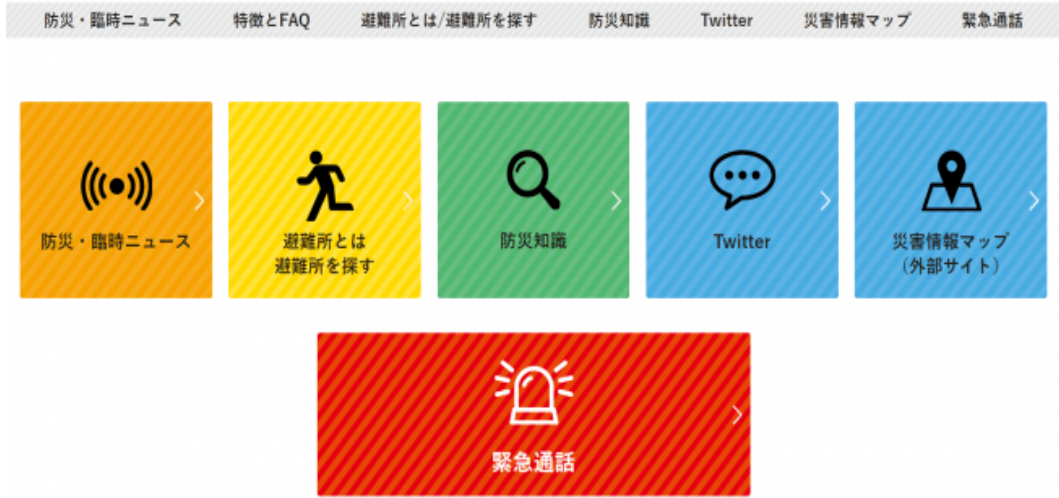 防災・臨時ニュース 特徴とFAQ 避難所とは/避難所を探す 防災知識 Twitter 災害情報マップ 緊急通話
防災・臨時ニュース
避難所とは
避難所を探す
防災知識
Twitter
災害情報マップ
（外部サイト）
緊急通話